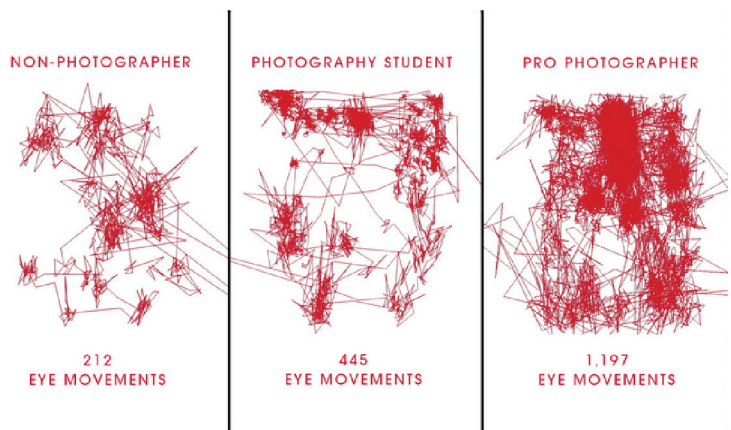 NON-PHOTOGRAPHER
212
EYE MOVEMENTS
PHOTOGRAPHY STUDENT
445
EYE MOVEMENTS
PRO PHOTOGRAPHER
1,197
EYE MOVEMENTS